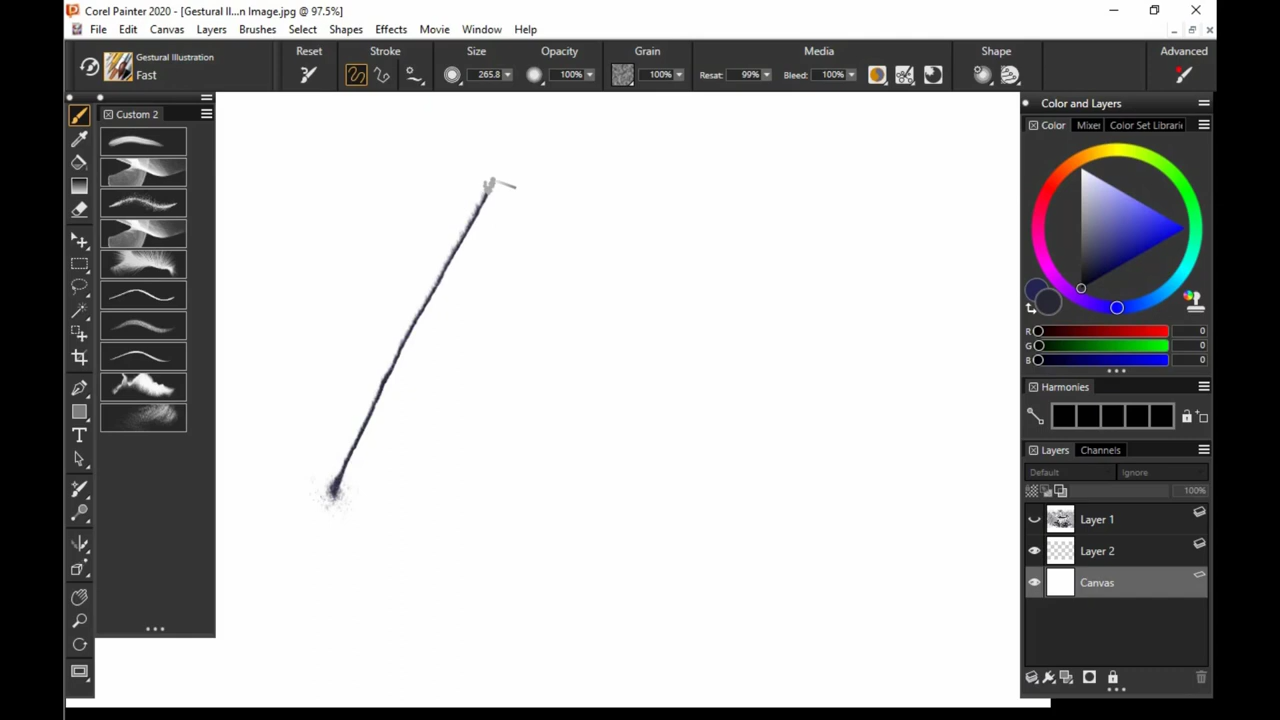 Corel Painter 2020 - [Gestural Il...n Image.jpg @ 97.5%]
File Edit Canvas Layers Brushes Select Shapes Effects Movie Window Help
Gestural Illustration
Fast
Reset Stroke Size Opacity Grain Media Shape Advanced
265.8 100% 100% Resat: 99% Bleed: 100%
Custom 2
Color and Layers
Color Mixer Color Set Librari
R 0
G 0
B 0
Harmonies
Layers Channels
Default Ignore
100%
Layer 1
Layer 2
Canvas
T